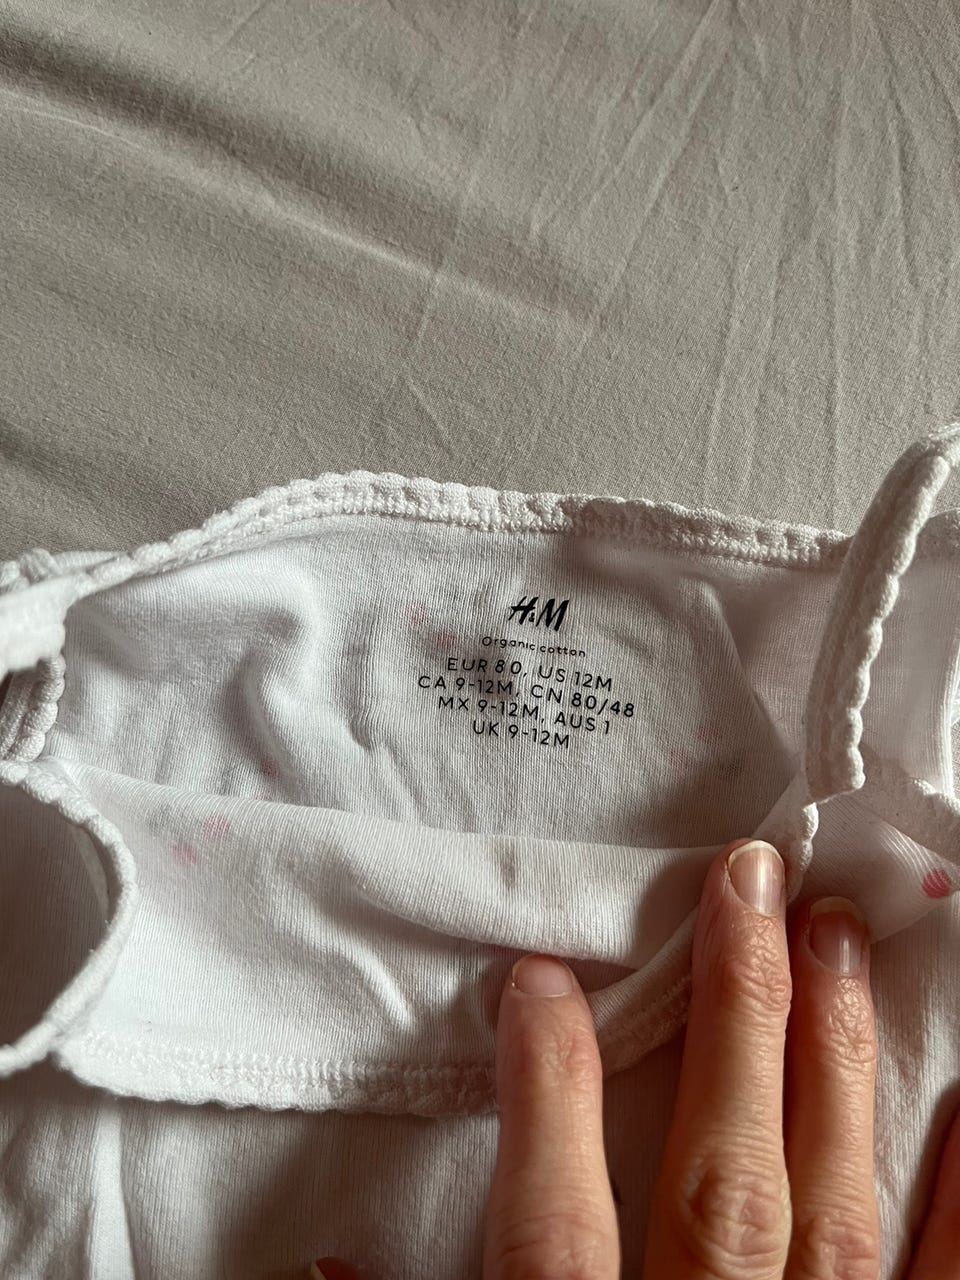 H&M
Organic cotton
EUR 80, US 12M
CA 9-12M, CN 80/48
MX 9-12M, AUS 1
UK 9-12M